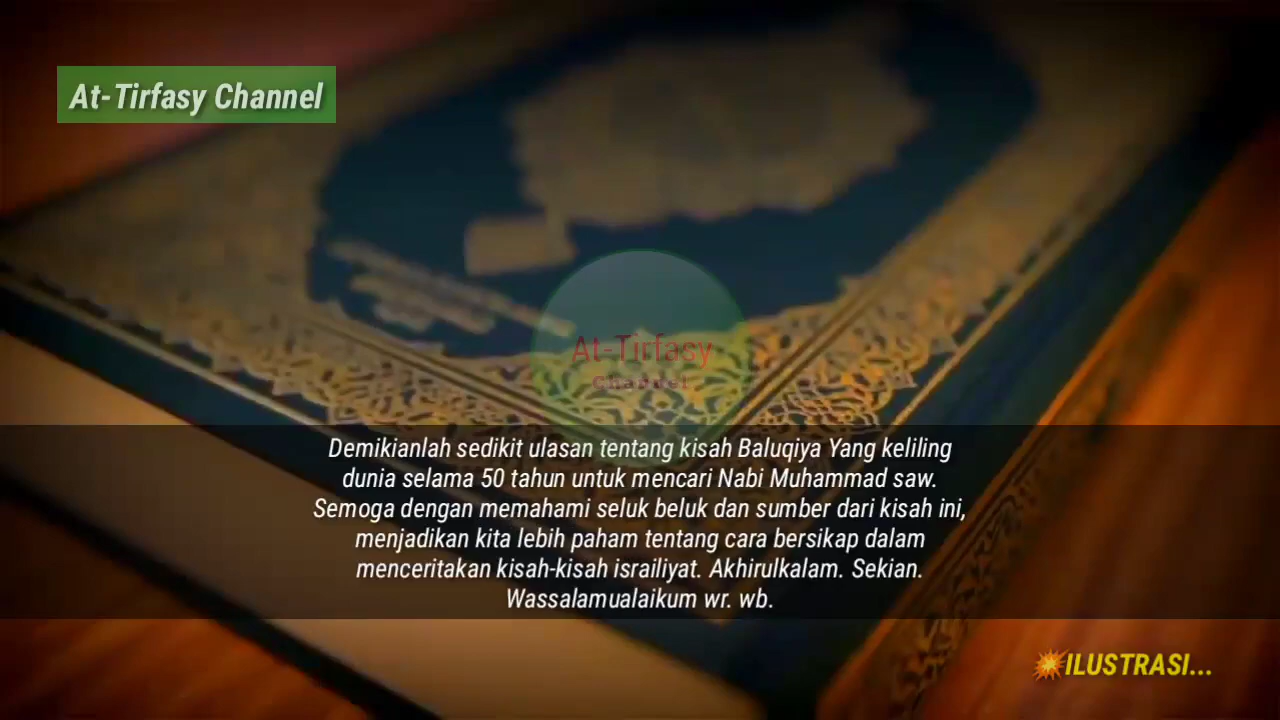 At-Tirfasy Channel
At-Tirfasy
Channel
Demikianlah sedikit ulasan tentang kisah Baluqiya Yang keliling
dunia selama 50 tahun untuk mencari Nabi Muhammad saw.
Semoga dengan memahami seluk beluk dan sumber dari kisah ini,
menjadikan kita lebih paham tentang cara bersikap dalam
menceritakan kisah-kisah israiliyat. Akhirulkalam. Sekian.
Wassalamualaikum wr. wb.
💥ILUSTRASI...